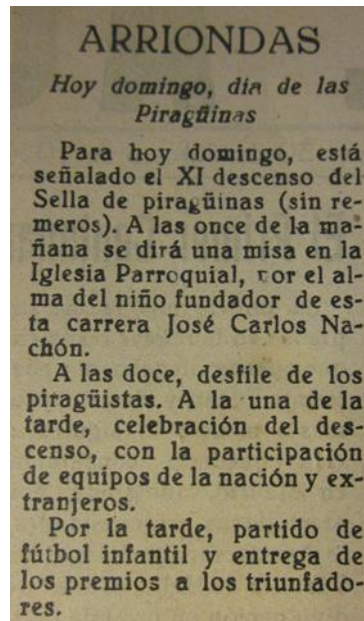 ARRIONDAS
Hoy domingo, día de las
Piragüinas
Para hoy domingo, está
señalado el XI descenso del
Sella de piragüinas (sin re-
meros). A las once de la ma-
ñana se dirá una misa en la
Iglesia Parroquial, por el al-
ma del niño fundador de es-
ta carrera José Carlos Na-
chón.
A las doce, desfile de los
piragüistas. A la una de la
tarde, celebración del des-
censo, con la participación
de equipos de la nación y ex-
tranjeros.
Por la tarde, partido de
fútbol infantil y entrega de
los premios a los triunfado-
res.